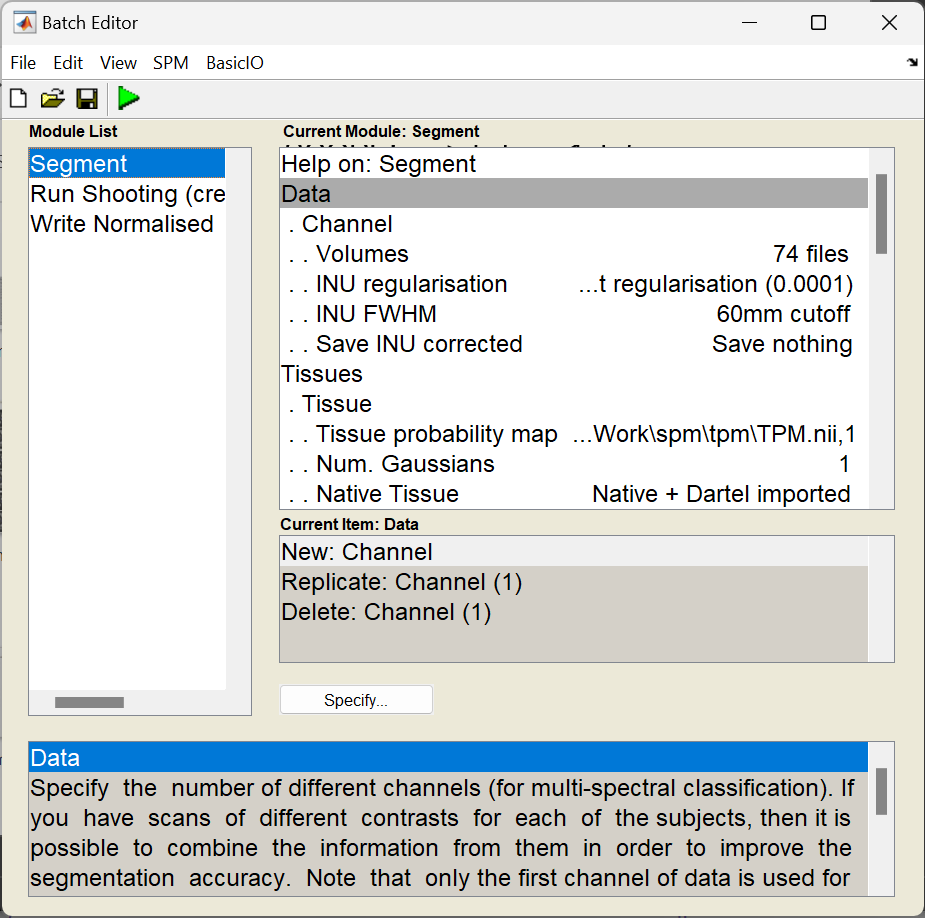 Batch Editor
File Edit View SPM BasicIO
Module List
Segment
Run Shooting (cre
Write Normalised
Current Module: Segment
Help on: Segment
Data
. Channel
. . Volumes 74 files
. . INU regularisation ...t regularisation (0.0001)
. . INU FWHM 60mm cutoff
. . Save INU corrected Save nothing
Tissues
. Tissue
. . Tissue probability map ...Work\spm\tpm\TPM.nii,1
. . Num. Gaussians 1
. . Native Tissue Native + Dartel imported
Current Item: Data
New: Channel
Replicate: Channel (1)
Delete: Channel (1)
Specify...
Data
Specify the number of different channels (for multi-spectral classification). If
you have scans of different contrasts for each of the subjects, then it is
possible to combine the information from them in order to improve the
segmentation accuracy. Note that only the first channel of data is used for